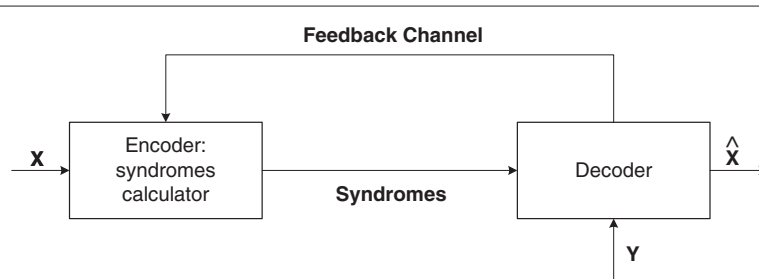 Feedback Channel
X
Encoder:
syndromes
calculator
Syndromes
Decoder
X̂
Y